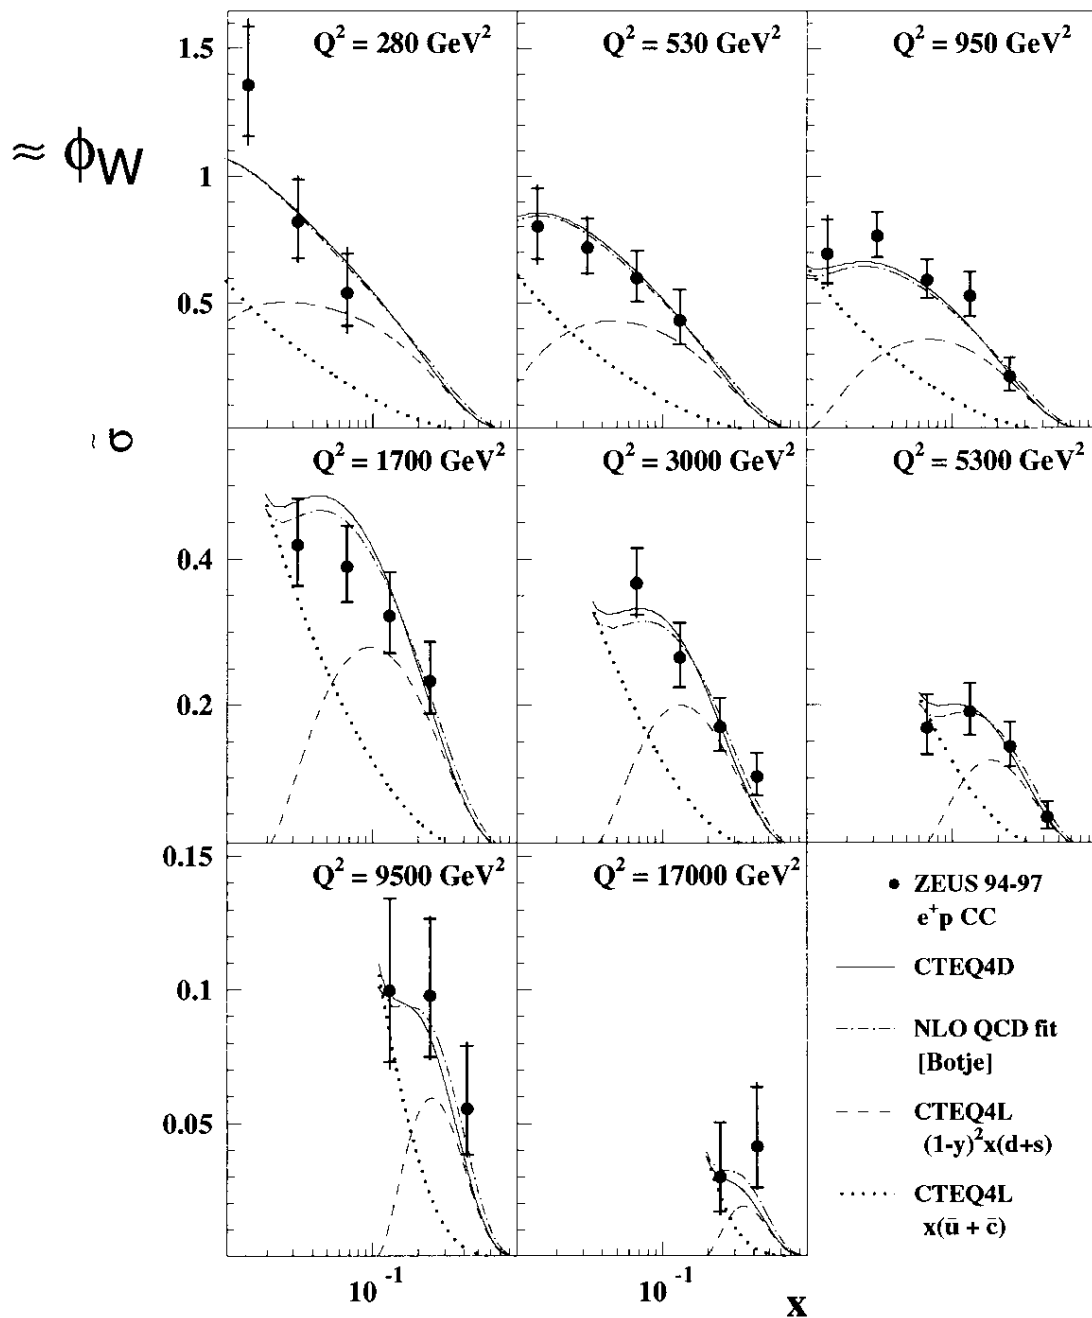 Q² = 280 GeV²
Q² = 530 GeV²
Q² = 950 GeV²
1.5
≈ ϕW
1
0.5
σ̃
Q² = 1700 GeV²
Q² = 3000 GeV²
Q² = 5300 GeV²
0.4
0.2
0.15
Q² = 9500 GeV²
Q² = 17000 GeV²
0.1
0.05
ZEUS 94-97
e⁺p CC
CTEQ4D
NLO QCD fit
[Botje]
CTEQ4L
(1-y)²x(d+s)
CTEQ4L
x(ū + c̄)
10⁻¹
10⁻¹
x